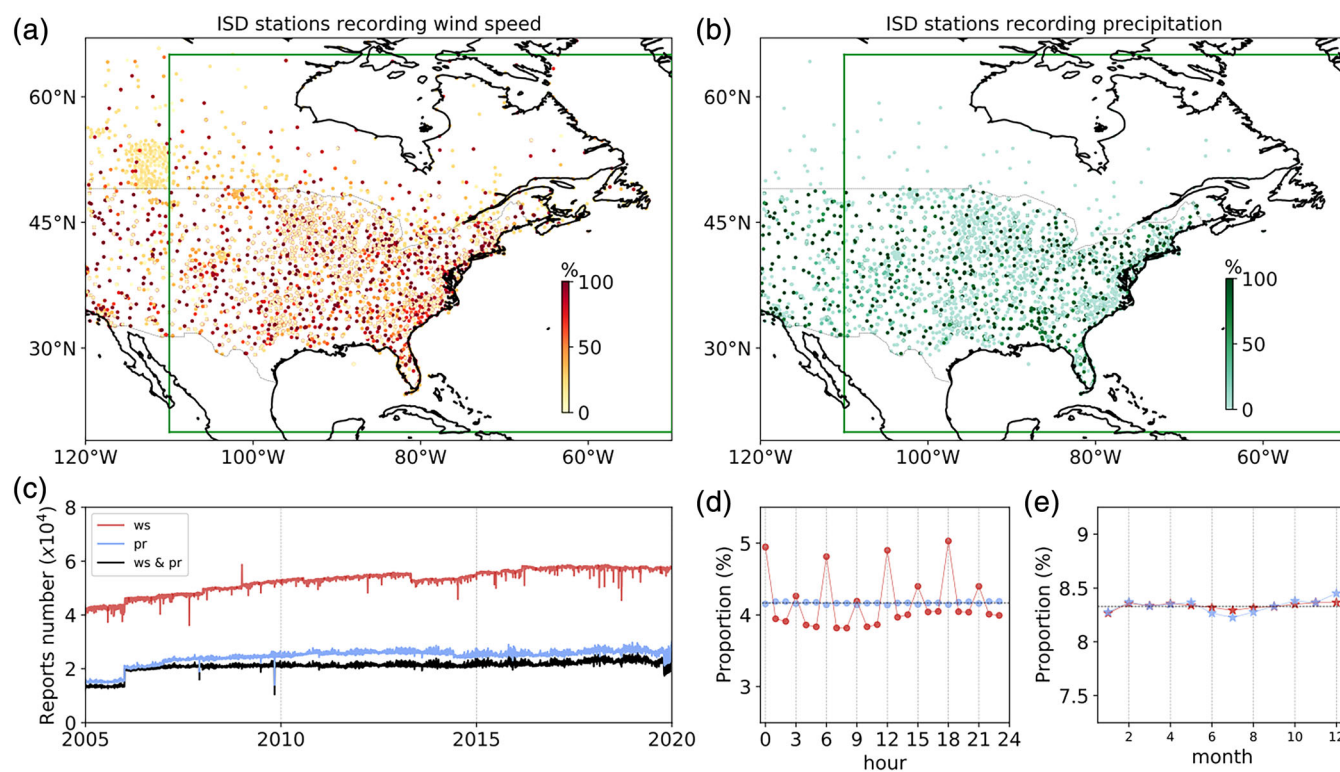 (a)
ISD stations recording wind speed
60°N
45°N
30°N
120°W 100°W 80°W 60°W
%
100
50
0
(b)
ISD stations recording precipitation
60°N
45°N
30°N
120°W 100°W 80°W 60°W
%
100
50
0
(c)
Reports number (x10⁴)
8
6
4
2
0
ws
pr
ws & pr
2005 2010 2015 2020
(d)
Proportion (%)
5
4
3
0 3 6 9 12 15 18 21 24
hour
(e)
Proportion (%)
9
8.5
8
7.5
2 4 6 8 10 12
month